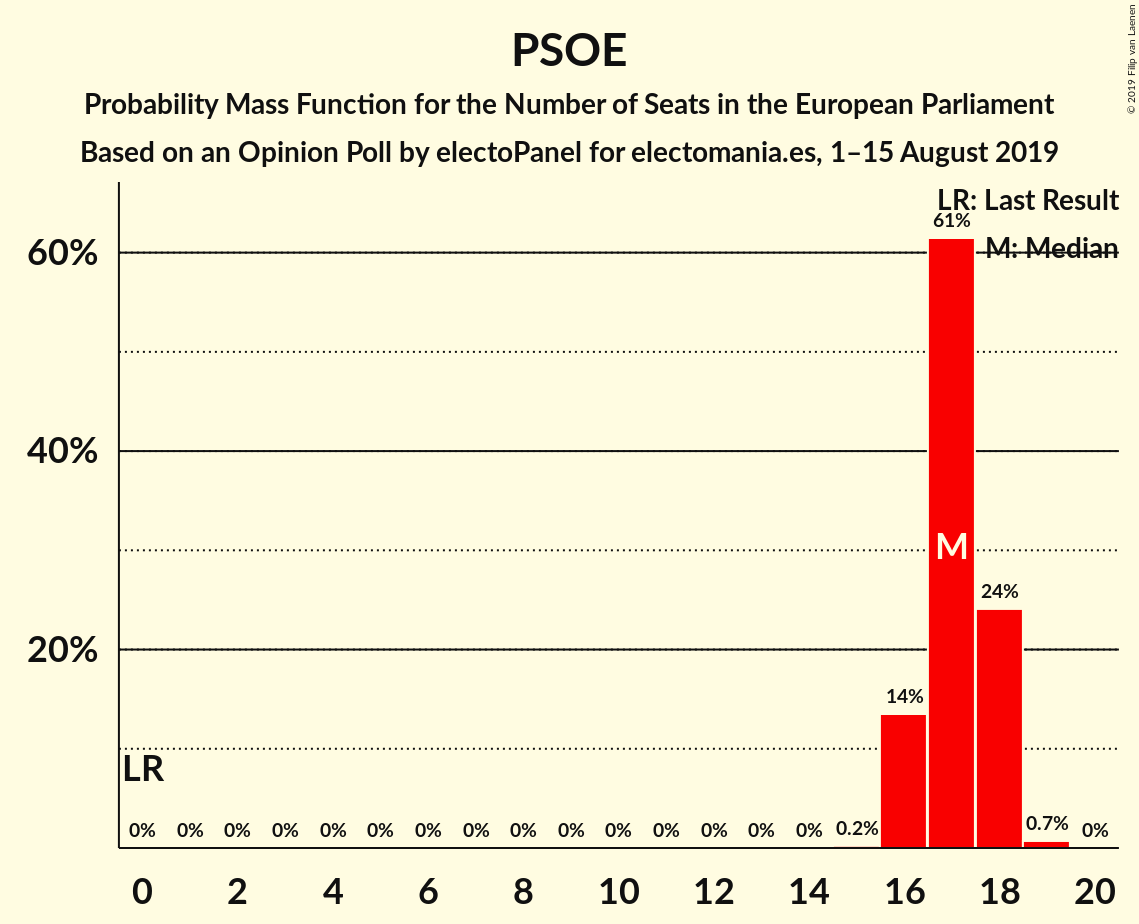 © 2019 Filip van Laenen
PSOE
Probability Mass Function for the Number of Seats in the European Parliament
Based on an Opinion Poll by electoPanel for electomania.es, 1–15 August 2019
LR: Last Result
61%
60%
M: Median
40%
M
24%
20%
14%
LR
0% 0% 0% 0% 0% 0% 0% 0% 0% 0% 0% 0% 0% 0% 0% 0.2% 0.7% 0%
0 2 4 6 8 10 12 14 16 18 20